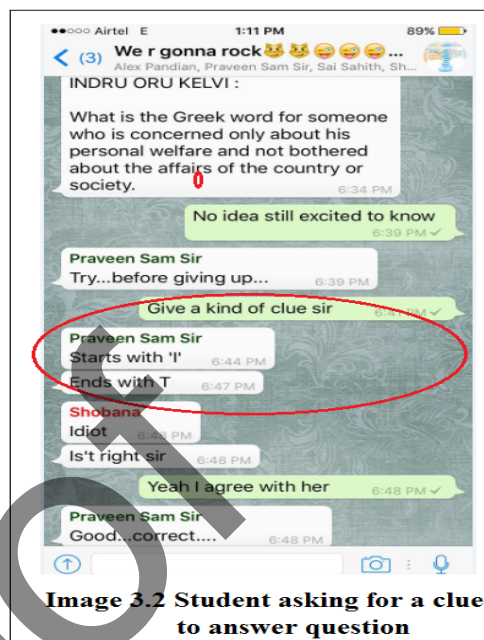 Airtel E 1:11 PM 89%
(3) We r gonna rock😼😼😜😜😜...
Alex Pandian, Praveen Sam Sir, Sai Sahith, Sh...
INDRU ORU KELVI :
What is the Greek word for someone
who is concerned only about his
personal welfare and not bothered
about the affairs of the country or
society.
6:34 PM
No idea still excited to know
6:39 PM
Praveen Sam Sir
Try...before giving up...
6:39 PM
Give a kind of clue sir
6:41 PM
Praveen Sam Sir
Starts with 'I'
6:44 PM
Ends with T
6:47 PM
Shobana
Idiot
6:48 PM
Is't right sir
6:48 PM
Yeah I agree with her
6:48 PM
Praveen Sam Sir
Good...correct....
6:48 PM
Image 3.2 Student asking for a clue
to answer question